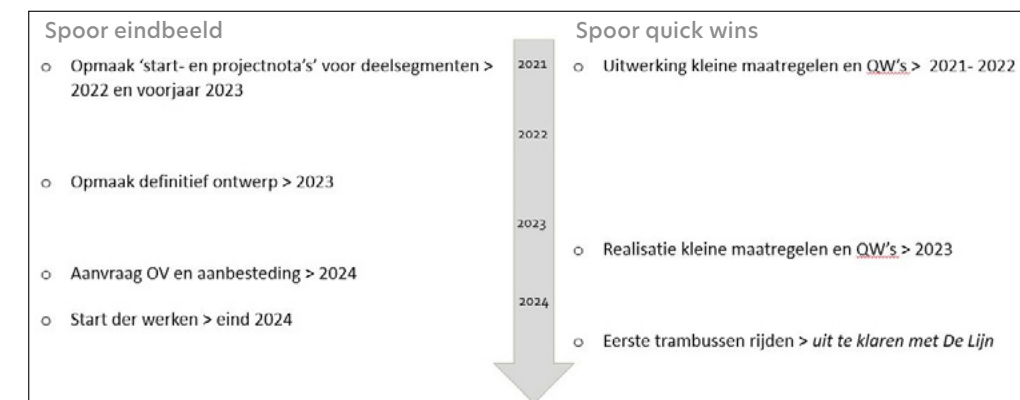 Spoor eindbeeld
o Opmaak ‘start- en projectnota’s’ voor deelsegmenten >
2022 en voorjaar 2023
o Opmaak definitief ontwerp > 2023
o Aanvraag OV en aanbesteding > 2024
o Start der werken > eind 2024
2021
2022
2023
2024
Spoor quick wins
o Uitwerking kleine maatregelen en QW’s > 2021- 2022
o Realisatie kleine maatregelen en QW’s > 2023
o Eerste trambussen rijden > uit te klaren met De Lijn